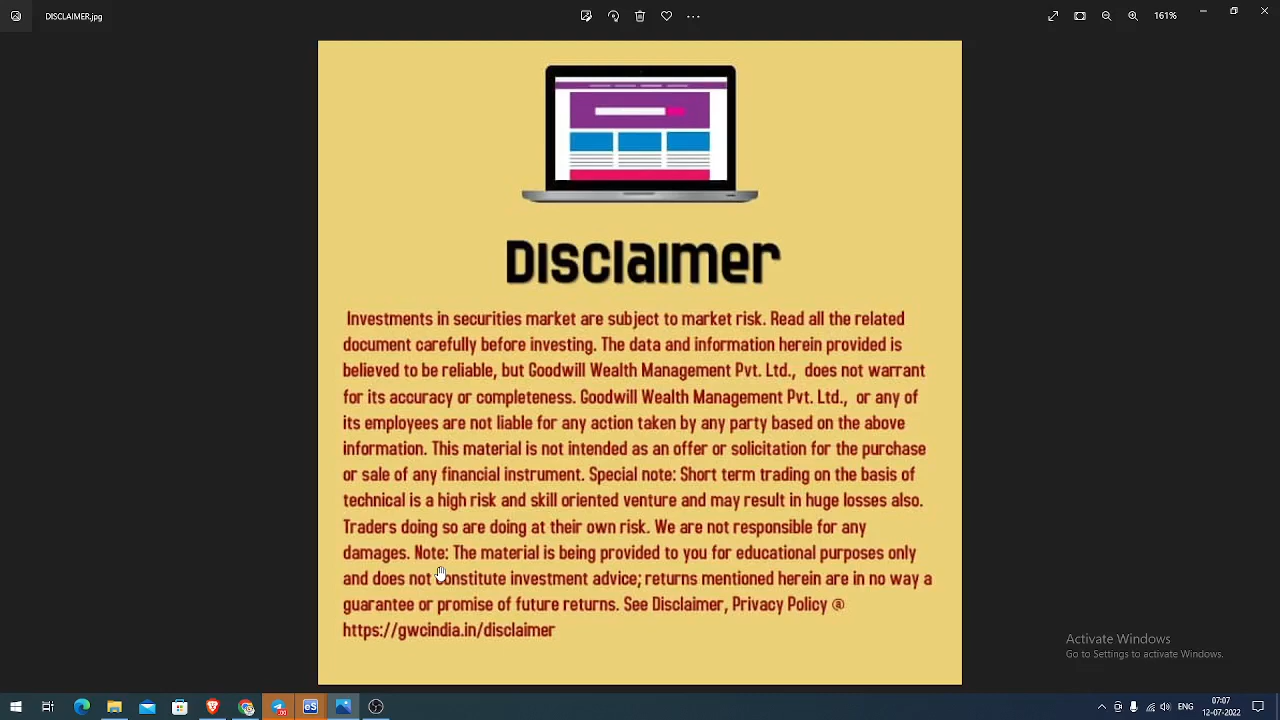 DISCLAIMER.jpg
Disclaimer
Investments in securities market are subject to market risk. Read all the related
document carefully before investing. The data and information herein provided is
believed to be reliable, but Goodwill Wealth Management Pvt. Ltd., does not warrant
for its accuracy or completeness. Goodwill Wealth Management Pvt. Ltd., or any of
its employees are not liable for any action taken by any party based on the above
information. This material is not intended as an offer or solicitation for the purchase
or sale of any financial instrument. Special note: Short term trading on the basis of
technical is a high risk and skill oriented venture and may result in huge losses also.
Traders doing so are doing at their own risk. We are not responsible for any
damages. Note: The material is being provided to you for educational purposes only
and does not constitute investment advice; returns mentioned herein are in no way a
guarantee or promise of future returns. See Disclaimer, Privacy Policy @
https://gwcindia.in/disclaimer
Activate Windows
Go to Settings to activate Windows.
eS
07:07
12-07-2022